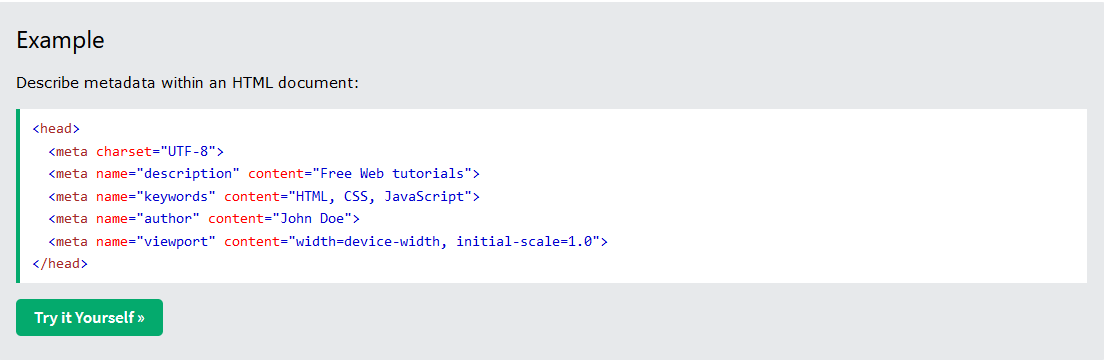 Example
Describe metadata within an HTML document:
<head>
  <meta charset="UTF-8">
  <meta name="description" content="Free Web tutorials">
  <meta name="keywords" content="HTML, CSS, JavaScript">
  <meta name="author" content="John Doe">
  <meta name="viewport" content="width=device-width, initial-scale=1.0">
</head>
Try it Yourself »